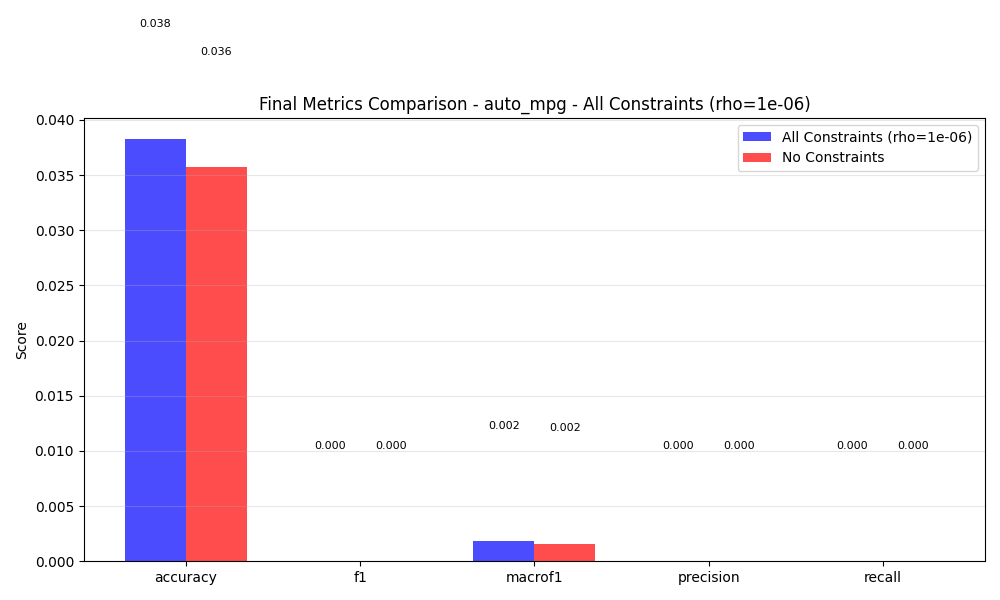 0.038
0.036
Final Metrics Comparison - auto_mpg - All Constraints (rho=1e-06)
All Constraints (rho=1e-06)
No Constraints
Score
0.040
0.035
0.030
0.025
0.020
0.015
0.010
0.005
0.000
0.000 0.000 0.002 0.002 0.000 0.000 0.000 0.000
accuracy f1 macrof1 precision recall